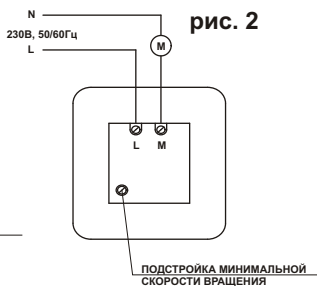 N
рис. 2
230В, 50/60Гц
L
M
L M
ПОДСТРОЙКА МИНИМАЛЬНОЙ
СКОРОСТИ ВРАЩЕНИЯ